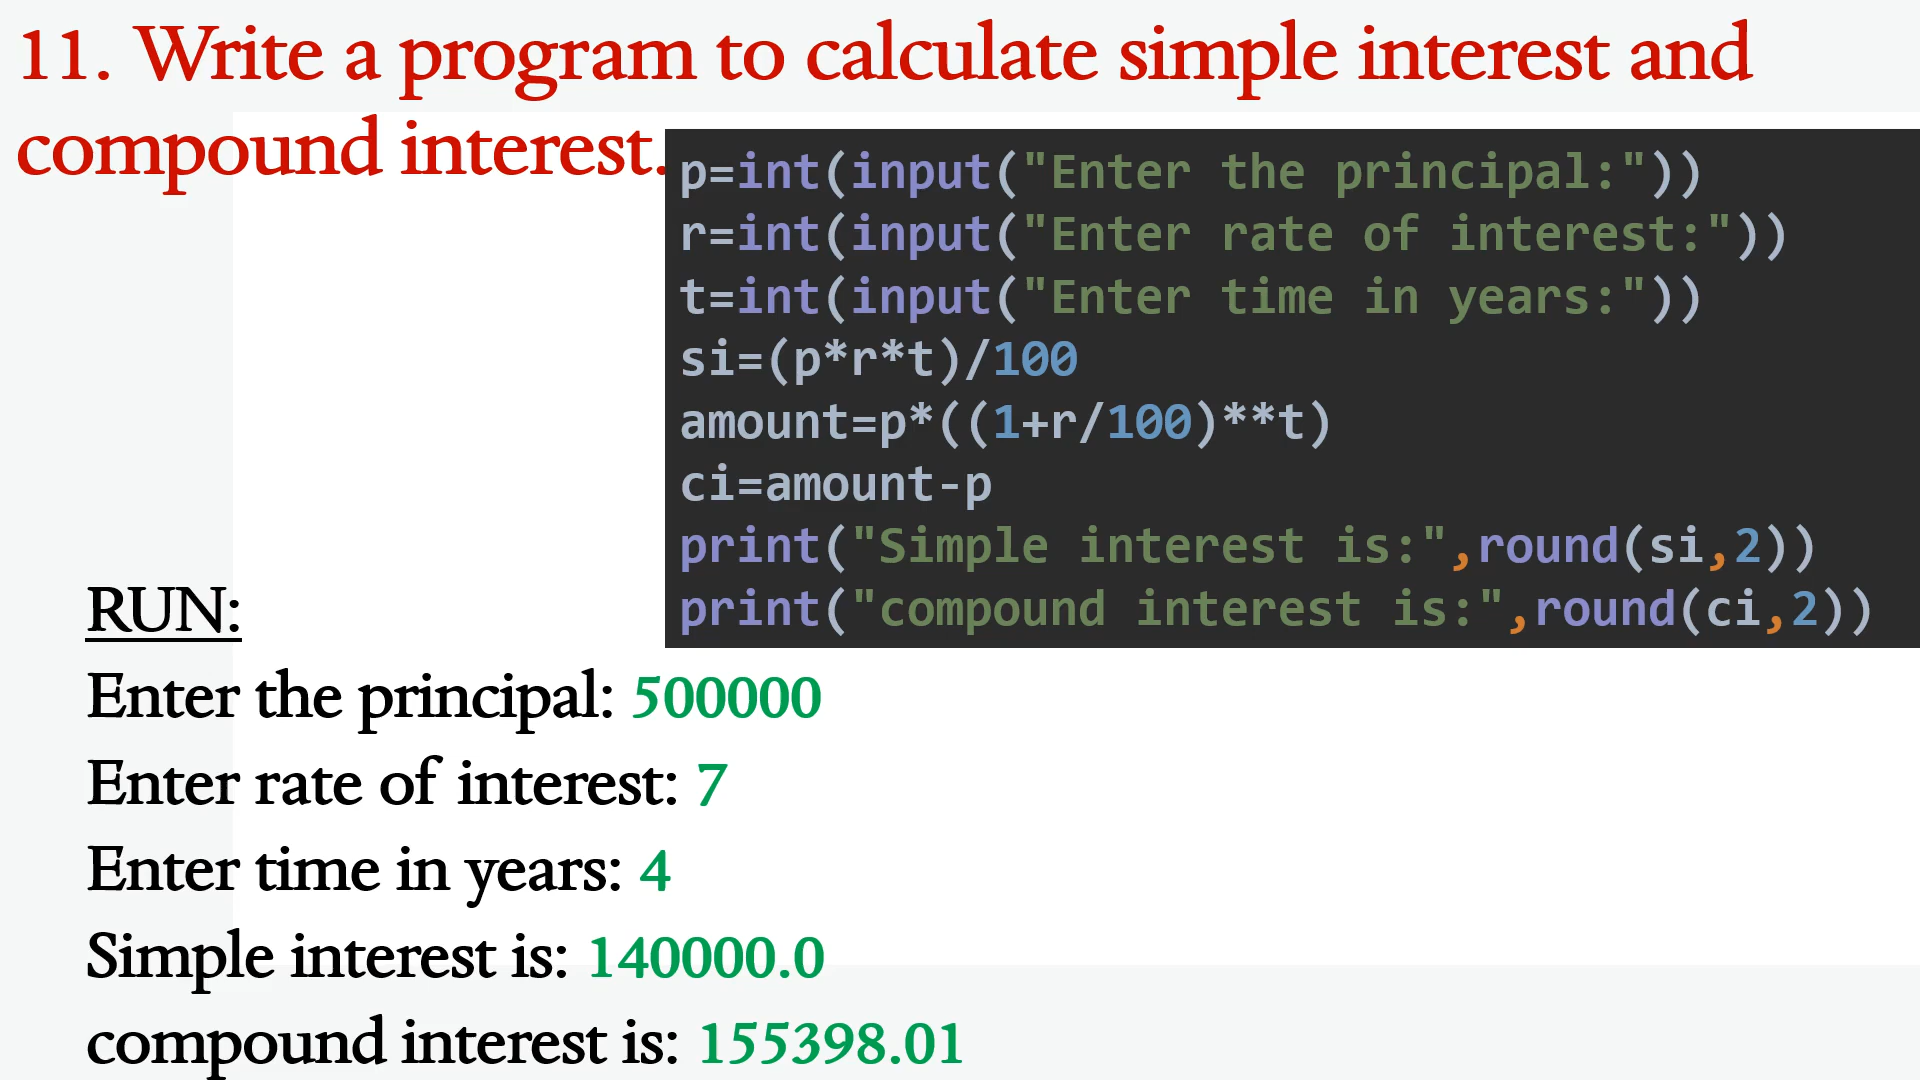 11. Write a program to calculate simple interest and
compound interest.
p=int(input("Enter the principal:"))
r=int(input("Enter rate of interest:"))
t=int(input("Enter time in years:"))
si=(p*r*t)/100
amount=p*((1+r/100)**t)
ci=amount-p
print("Simple interest is:",round(si,2))
print("compound interest is:",round(ci,2))
RUN:
Enter the principal: 500000
Enter rate of interest: 7
Enter time in years: 4
Simple interest is: 140000.0
compound interest is: 155398.01